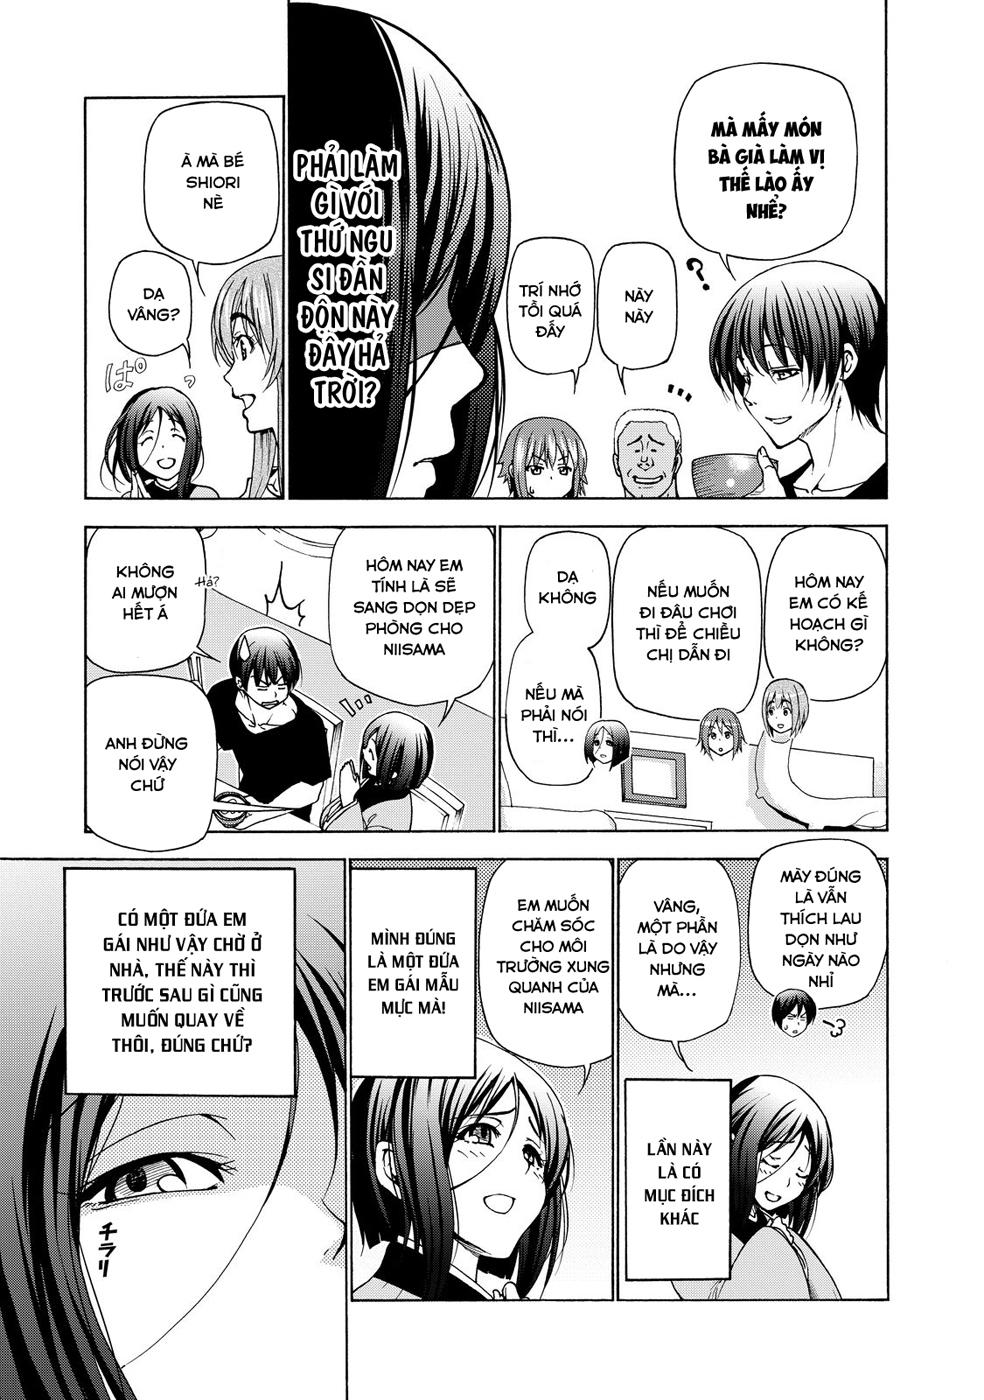 MÀ MẤY MÓN
BÀ GIÀ LÀM VỊ
THẾ LÀO ẤY
NHỂ?
?
NÀY
NÀY
TRÍ NHỚ
TỒI QUÁ
ĐẤY
PHẢI LÀM
GÌ VỚI
THỨ NGU
SI ĐẦN
ĐỘN NÀY
ĐÂY HẢ
TRỜI?
À MÀ BÉ
SHIORI
NÈ
DẠ
VÂNG?
ぱっ
HÔM NAY
EM CÓ KẾ
HOẠCH GÌ
KHÔNG?
NẾU MUỐN
ĐI ĐÂU CHƠI
THÌ ĐỂ CHIỀU
CHỊ DẪN ĐI
DẠ
KHÔNG
NẾU MÀ
PHẢI NÓI
THÌ...
HÔM NAY EM
TÍNH LÀ SẼ
SANG DỌN DẸP
PHÒNG CHO
NIISAMA
Hả?
KHÔNG
AI MƯỢN
HẾT Á
ANH ĐỪNG
NÓI VẬY
CHỨ
MÀY ĐÚNG
LÀ VẪN
THÍCH LAU
DỌN NHƯ
NGÀY NÀO
NHỈ
VÂNG,
MỘT PHẦN
LÀ DO VẬY
NHƯNG
MÀ...
LẦN NÀY
LÀ CÓ
MỤC ĐÍCH
KHÁC
EM MUỐN
CHĂM SÓC
CHO MÔI
TRƯỜNG XUNG
QUANH CỦA
NIISAMA
MÌNH ĐÚNG
LÀ MỘT ĐỨA
EM GÁI MẪU
MỰC MÀ!
CÓ MỘT ĐỨA EM
GÁI NHƯ VẬY CHỜ Ở
NHÀ, THẾ NÀY THÌ
TRƯỚC SAU GÌ CŨNG
MUỐN QUAY VỀ
THÔI, ĐÚNG CHỨ?
チラリ